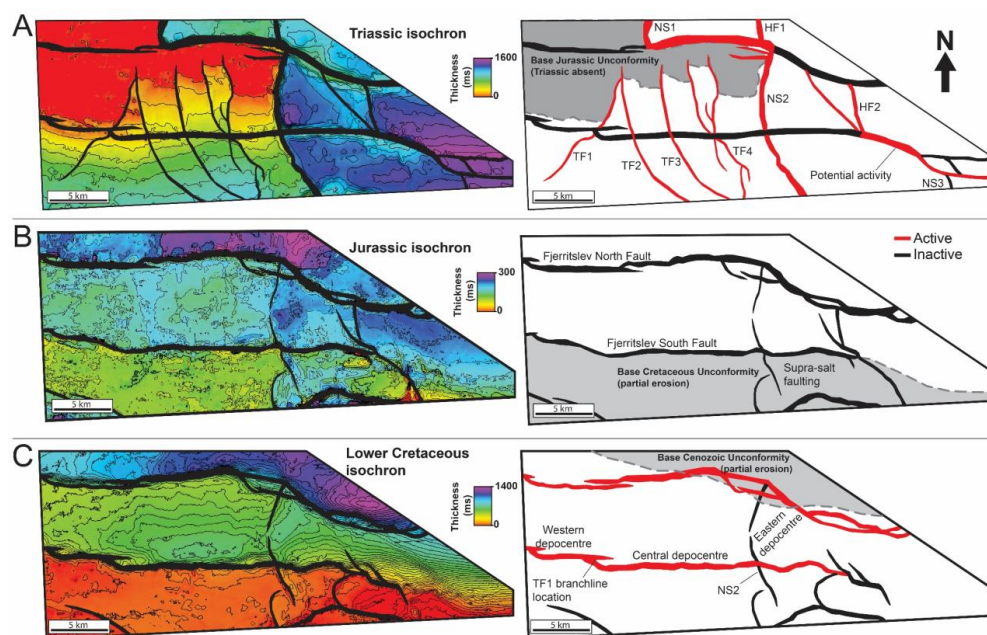 A
Triassic isochron
Thickness
(ms)
1600
0
5 km
NS1
HF1
N
Base Jurassic Unconformity
(Triassic absent)
NS2
HF2
TF1
TF2
TF3
TF4
Potential activity
NS3
5 km
B
Jurassic isochron
Thickness
(ms)
300
0
5 km
Active
Inactive
Fjerritslev North Fault
Fjerritslev South Fault
Base Cretaceous Unconformity
(partial erosion)
Supra-salt
faulting
5 km
C
Lower Cretaceous
isochron
Thickness
(ms)
1400
0
5 km
Base Cenozoic Unconformity
(partial erosion)
Western
depocentre
Central depocentre
Eastern
depocentre
TF1 branchline
location
NS2
5 km